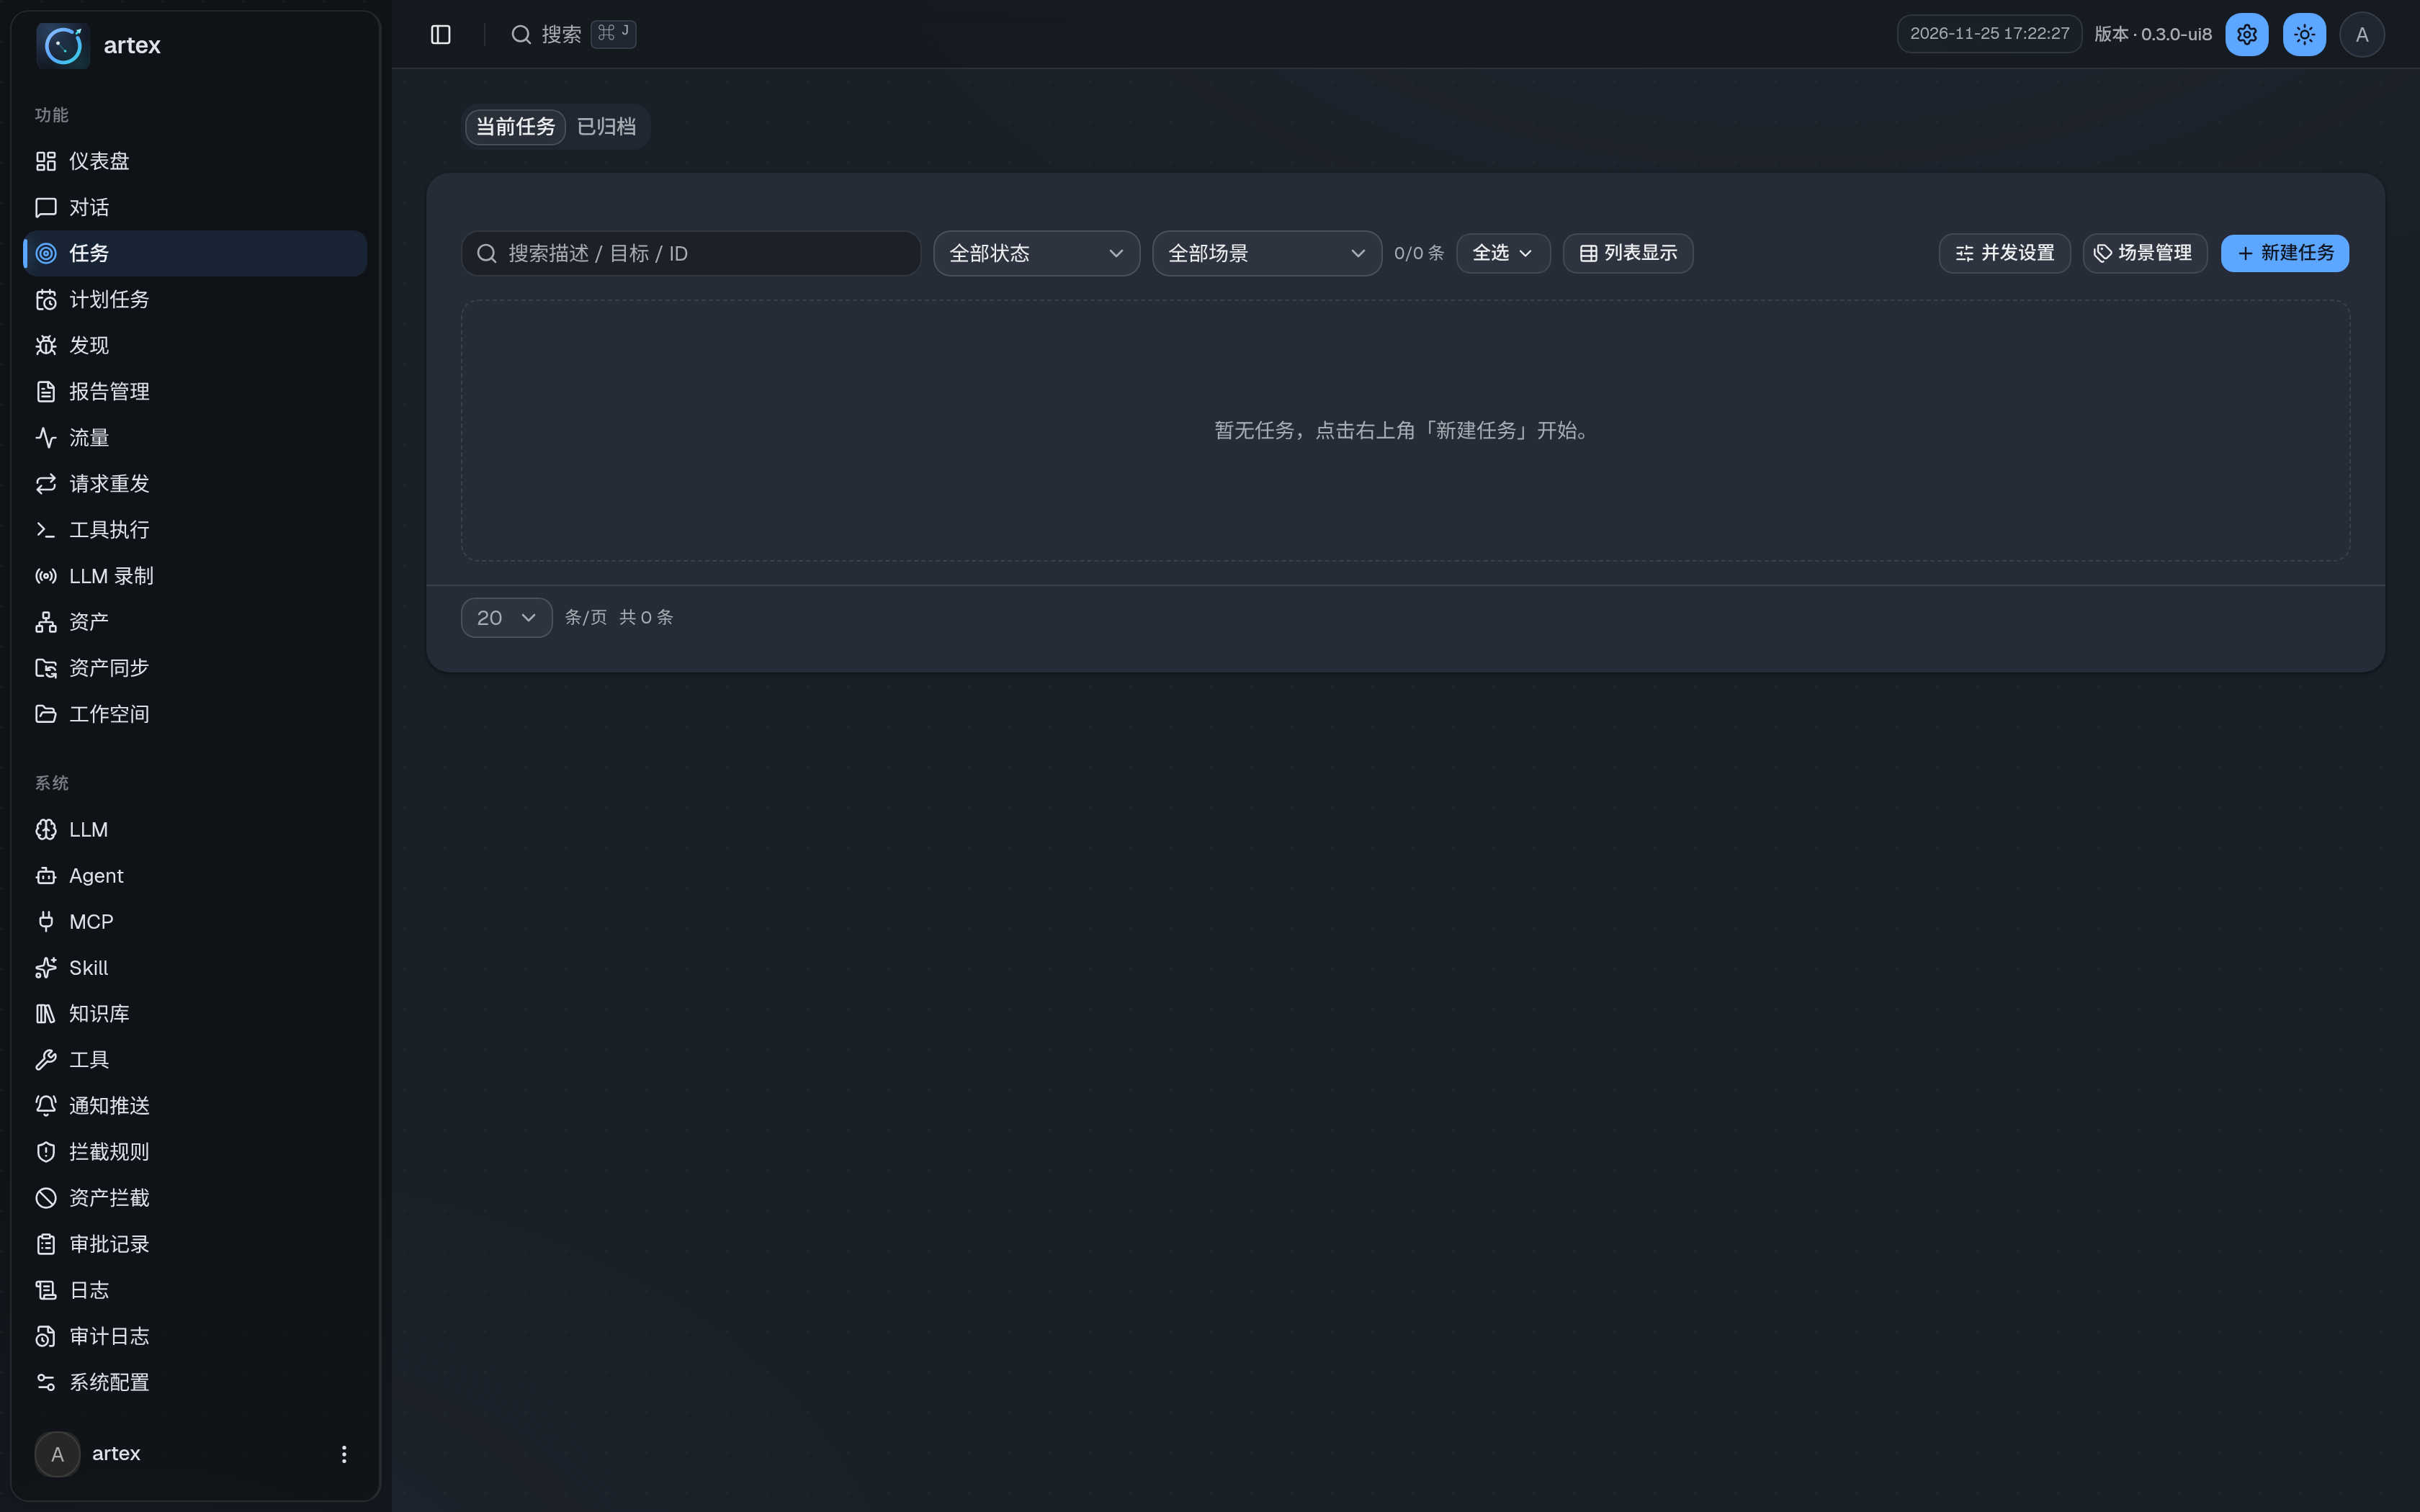 artex
搜索 ⌘ J
2026-11-25 17:22:27
版本 · 0.3.0-ui8
A
功能
仪表盘
对话
任务
计划任务
发现
报告管理
流量
请求重发
工具执行
LLM 录制
资产
资产同步
工作空间
系统
LLM
Agent
MCP
Skill
知识库
工具
通知推送
拦截规则
资产拦截
审批记录
日志
审计日志
系统配置
A artex
当前任务 已归档
搜索描述 / 目标 / ID
全部状态
全部场景
0/0 条
全选
列表显示
并发设置
场景管理
新建任务
暂无任务，点击右上角「新建任务」开始。
20 条/页 共 0 条